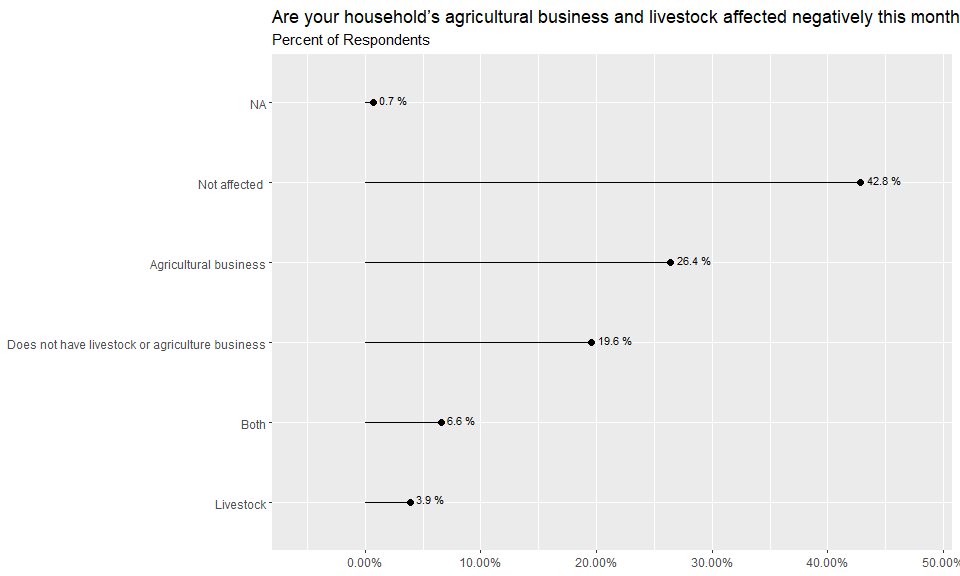 Are your household’s agricultural business and livestock affected negatively this month
Percent of Respondents
NA
0.7 %
Not affected
42.8 %
Agricultural business
26.4 %
Does not have livestock or agriculture business
19.6 %
Both
6.6 %
Livestock
3.9 %
0.00% 10.00% 20.00% 30.00% 40.00% 50.00%